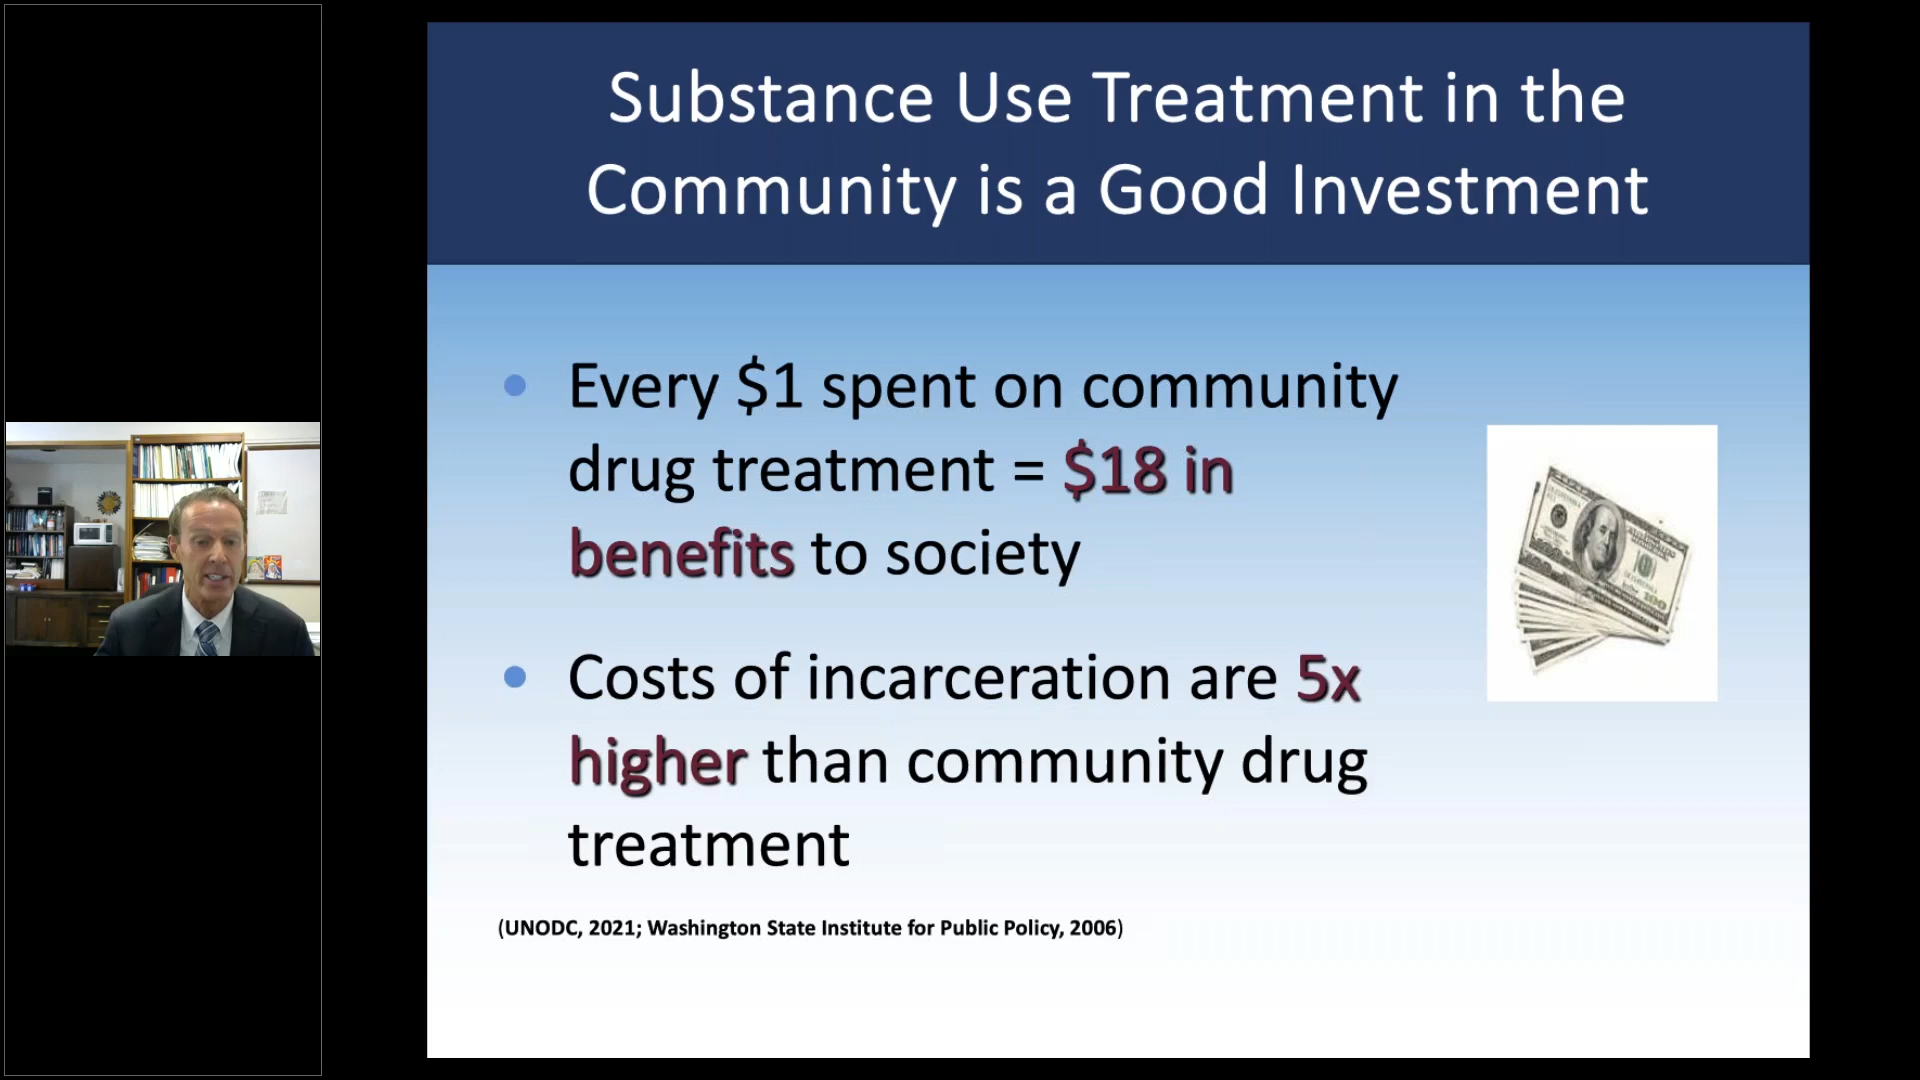 Substance Use Treatment in the
Community is a Good Investment
• Every $1 spent on community
drug treatment = $18 in
benefits to society
• Costs of incarceration are 5x
higher than community drug
treatment
(UNODC, 2021; Washington State Institute for Public Policy, 2006)